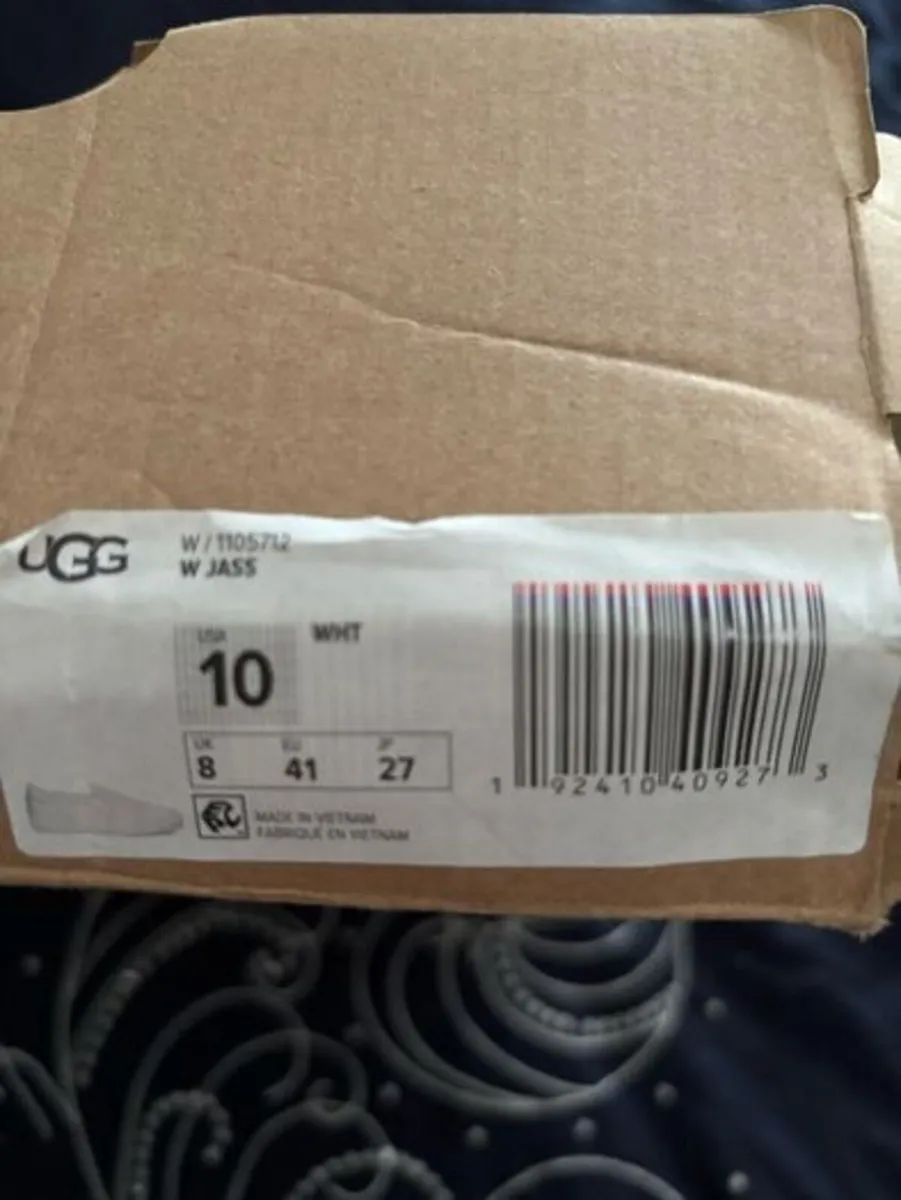 UGG
W / 1105712
W JASS
USA
10
WHT
UK EU JP
8 41 27
MADE IN VIETNAM
FABRIQUÉ EN VIETNAM
1 92410 40927 3